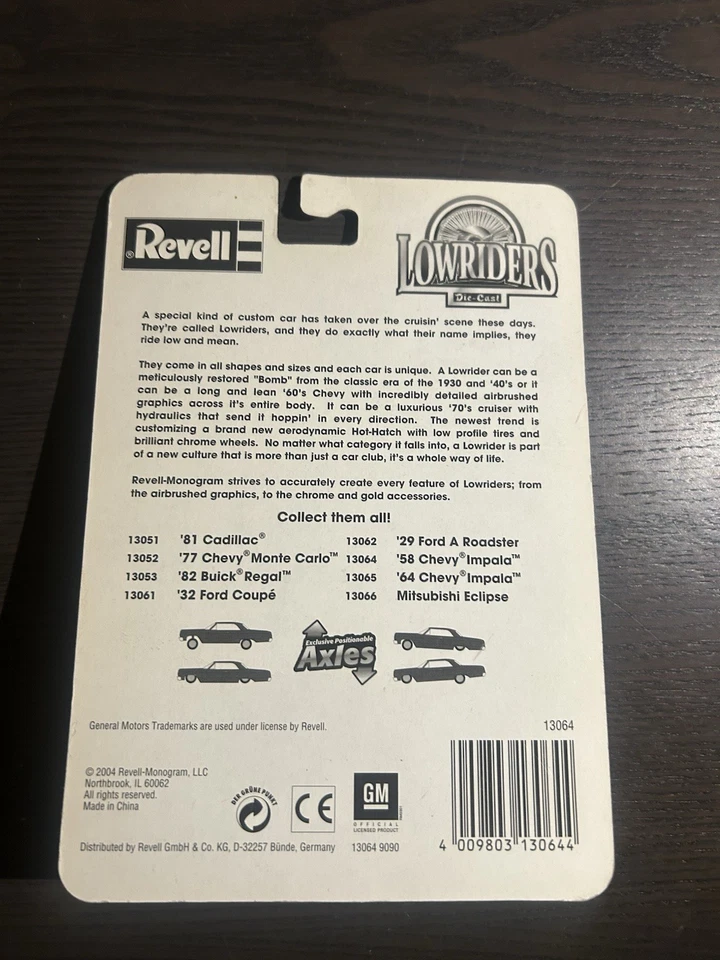 ®Revell
LOWRIDERS
Die-Cast
A special kind of custom car has taken over the cruisin' scene these days.
They're called Lowriders, and they do exactly what their name implies, they
ride low and mean.
They come in all shapes and sizes and each car is unique. A Lowrider can be a
meticulously restored "Bomb" from the classic era of the 1930 and '40's or it
can be a long and lean '60's Chevy with incredibly detailed airbrushed
graphics across it's entire body. It can be a luxurious '70's cruiser with
hydraulics that send it hoppin' in every direction. The newest trend is
customizing a brand new aerodynamic Hot-Hatch with low profile tires and
brilliant chrome wheels. No matter what category it falls into, a Lowrider is part
of a new culture that is more than just a car club, it's a whole way of life.
Revell-Monogram strives to accurately create every feature of Lowriders; from
the airbrushed graphics, to the chrome and gold accessories.
Collect them all!
13051 '81 Cadillac® 13062 '29 Ford A Roadster
13052 '77 Chevy® Monte Carlo™ 13064 '58 Chevy® Impala™
13053 '82 Buick® Regal™ 13065 '64 Chevy® Impala™
13061 '32 Ford Coupé 13066 Mitsubishi Eclipse
Exclusive Positionable
Axles
General Motors Trademarks are used under license by Revell. 13064
© 2004 Revell-Monogram, LLC
Northbrook, IL 60062
All rights reserved.
Made in China
DER GRÜNE PUNKT
CE
GM
OFFICIAL
LICENSED PRODUCT
Distributed by Revell GmbH & Co. KG, D-32257 Bünde, Germany 13064 9090
4 009803 130644